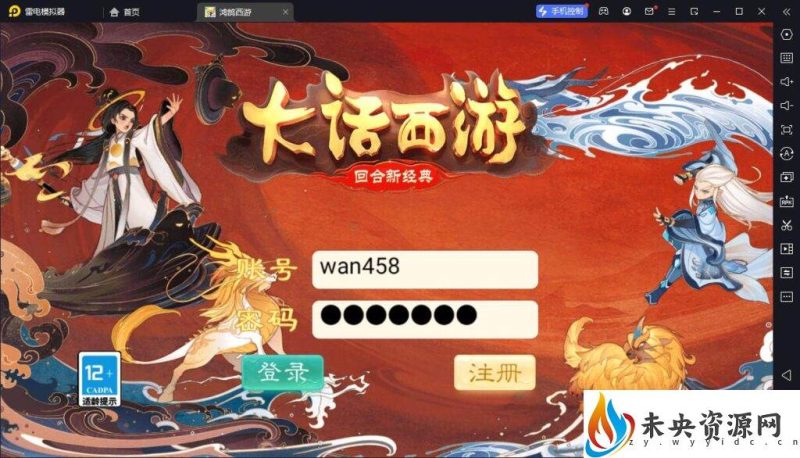 雷电模拟器
首页
鸿鹄西游
手机控制
大话西游
回合新经典
账号
wan458
密码
●●●●●●●
登录
注册
12+
CADPA
适龄提示
未央资源网
zy.wyyidc.cn